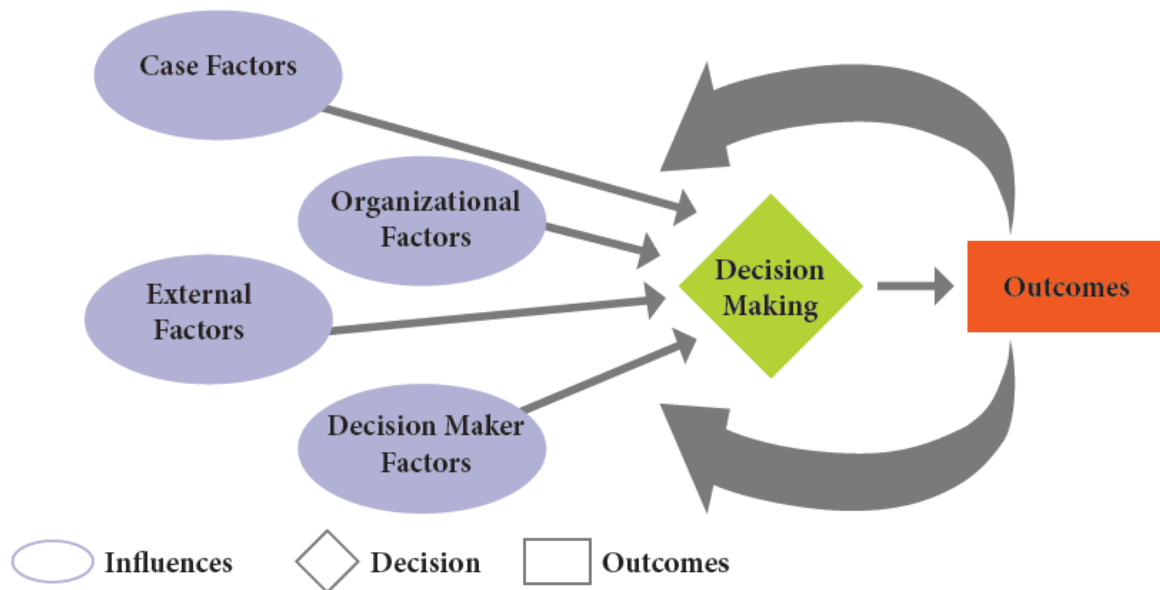 Case Factors
Organizational
Factors
External
Factors
Decision Maker
Factors
Decision
Making
Outcomes
Influences
Decision
Outcomes